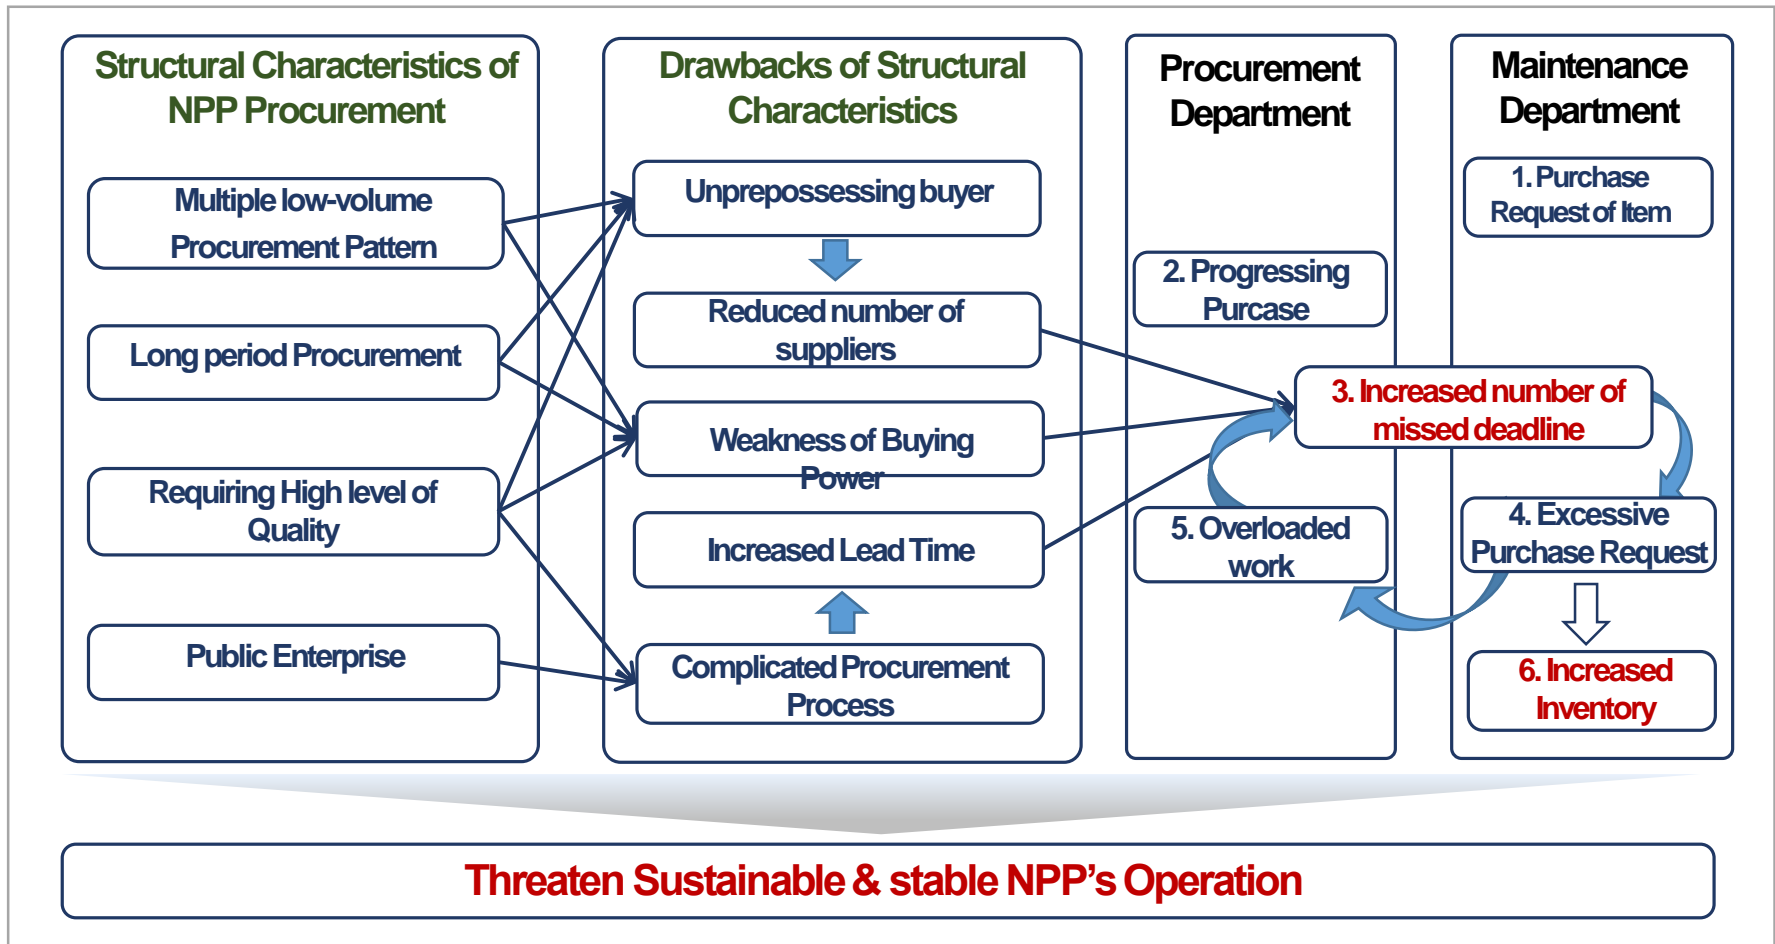 Structural Characteristics of
NPP Procurement
Multiple low-volume
Procurement Pattern
Long period Procurement
Requiring High level of
Quality
Public Enterprise
Drawbacks of Structural
Characteristics
Unprepossessing buyer
Reduced number of
suppliers
Weakness of Buying
Power
Increased Lead Time
Complicated Procurement
Process
Procurement
Department
2. Progressing
Purcase
3. Increased number of
missed deadline
5. Overloaded
work
Maintenance
Department
1. Purchase
Request of Item
4. Excessive
Purchase Request
6. Increased
Inventory
Threaten Sustainable & stable NPP’s Operation